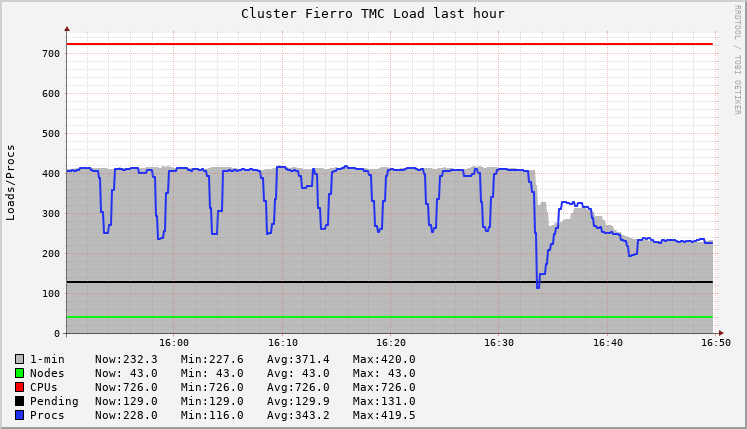 Cluster Fierro TMC Load last hour
RRDTOOL / TOBI OETIKER
Loads/Procs
700
600
500
400
300
200
100
0
16:00 16:10 16:20 16:30 16:40 16:50
1-min Now:232.3 Min:227.6 Avg:371.4 Max:420.0
Nodes Now: 43.0 Min: 43.0 Avg: 43.0 Max: 43.0
CPUs Now:726.0 Min:726.0 Avg:726.0 Max:726.0
Pending Now:129.0 Min:129.0 Avg:129.9 Max:131.0
Procs Now:228.0 Min:116.0 Avg:343.2 Max:419.5